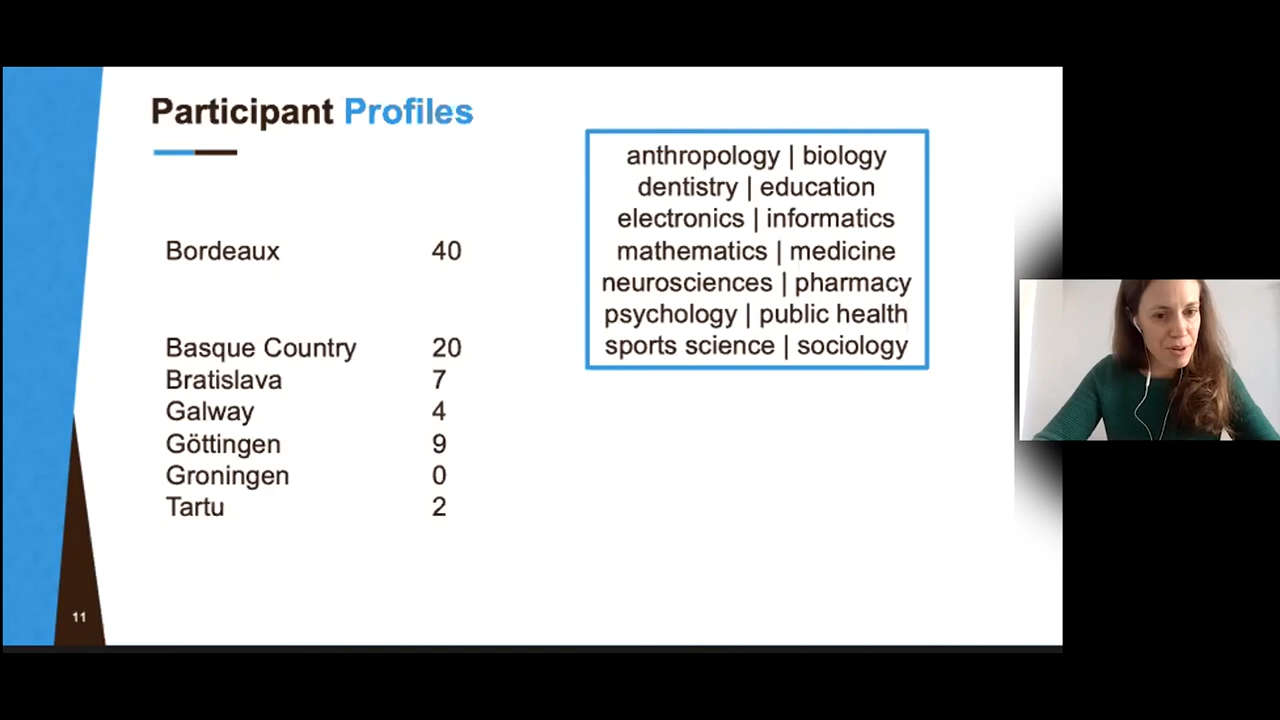 Participant Profiles
anthropology | biology
dentistry | education
electronics | informatics
mathematics | medicine
neurosciences | pharmacy
psychology | public health
sports science | sociology
Bordeaux 40
Basque Country 20
Bratislava 7
Galway 4
Göttingen 9
Groningen 0
Tartu 2
11